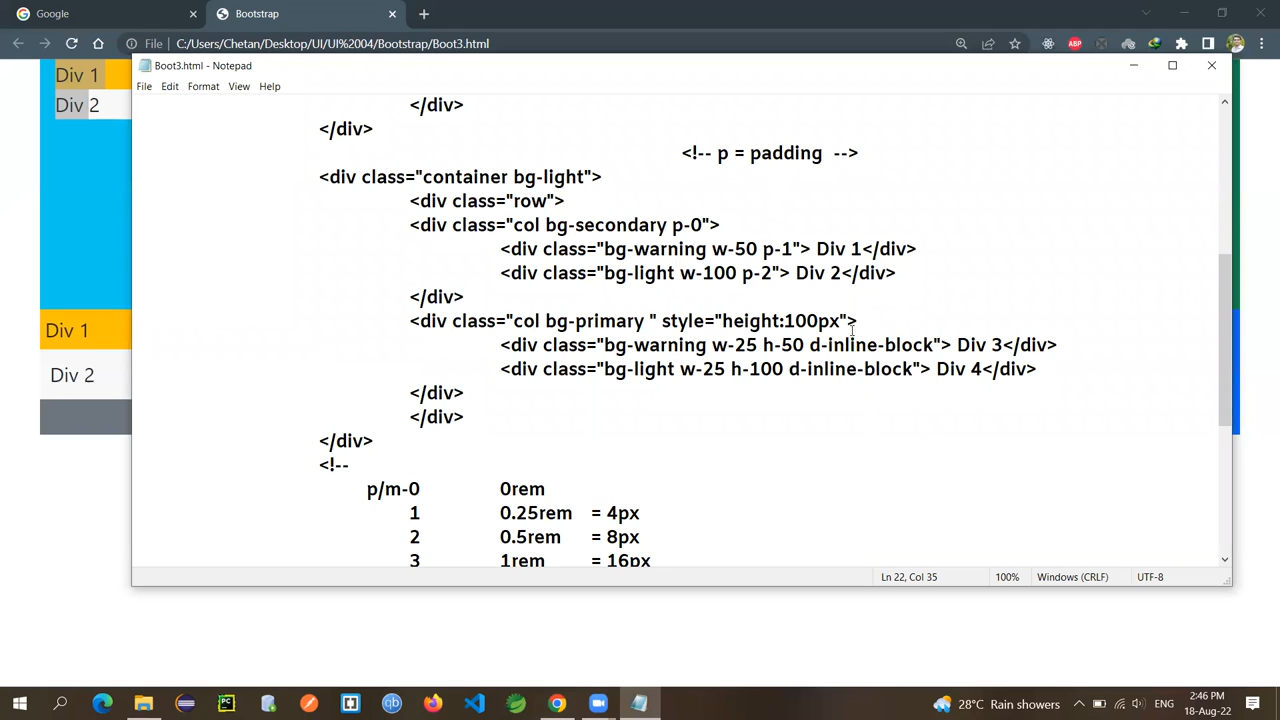 Google
Bootstrap
File
C:/Users/Chetan/Desktop/UI/UI%2004/Bootstrap/Boot3.html
ABP
Div 1
Div 2
Div 1
Div 2
Boot3.html - Notepad
File Edit Format View Help
</div>
</div>
<!-- p = padding -->
<div class="container bg-light">
<div class="row">
<div class="col bg-secondary p-0">
<div class="bg-warning w-50 p-1"> Div 1</div>
<div class="bg-light w-100 p-2"> Div 2</div>
</div>
<div class="col bg-primary " style="height:100px">
<div class="bg-warning w-25 h-50 d-inline-block"> Div 3</div>
<div class="bg-light w-25 h-100 d-inline-block"> Div 4</div>
</div>
</div>
</div>
<!--
p/m-0 0rem
1 0.25rem = 4px
2 0.5rem = 8px
3 1rem = 16px
Ln 22, Col 35 100% Windows (CRLF) UTF-8
PC
qb
28°C Rain showers
ENG
2:46 PM
18-Aug-22